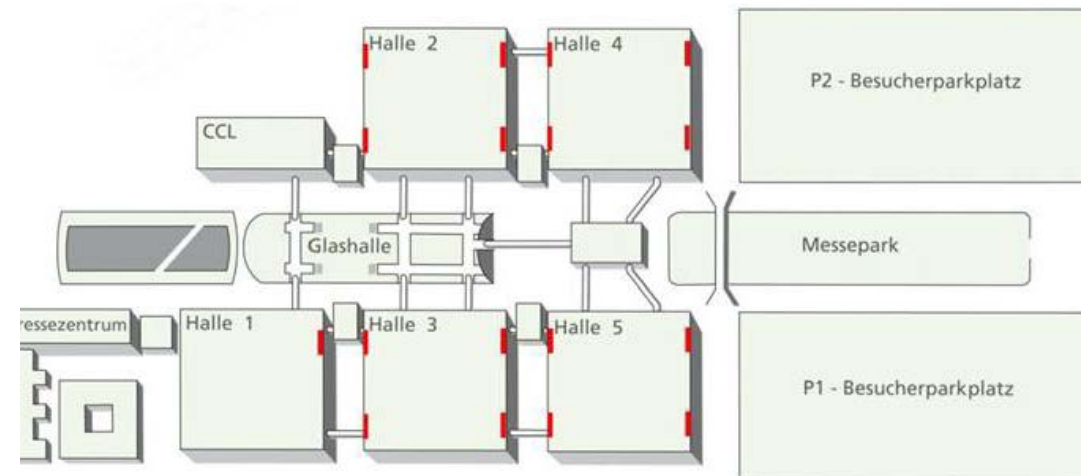 Halle 2
Halle 4
P2 - Besucherparkplatz
CCL
Glashalle
Messepark
ressezentrum
Halle 1
Halle 3
Halle 5
P1 - Besucherparkplatz